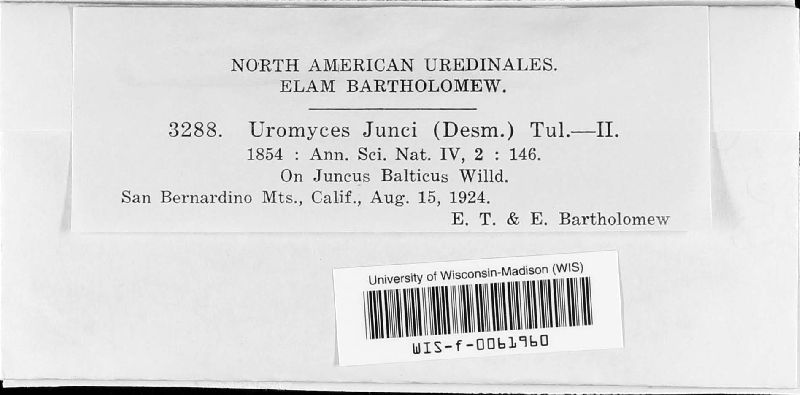 NORTH AMERICAN UREDINALES.
ELAM BARTHOLOMEW.
3288. Uromyces Junci (Desm.) Tul.—II.
1854 : Ann. Sci. Nat. IV, 2 : 146.
On Juncus Balticus Willd.
San Bernardino Mts., Calif., Aug. 15, 1924.
E. T. & E. Bartholomew
University of Wisconsin-Madison (WIS)
WIS-f-0061960